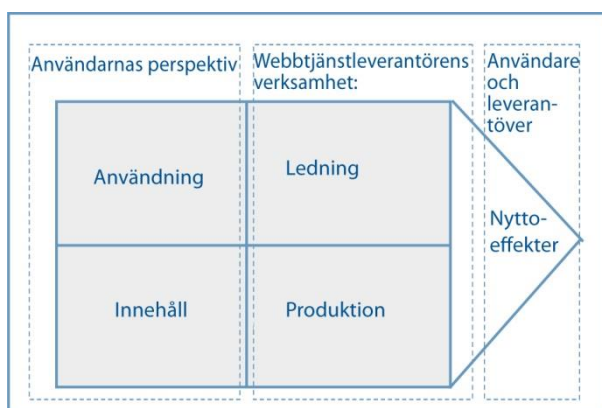 Användarnas perspektiv
Webbtjänstleverantörens
verksamhet:
Användare
och
leveran-
töver
Användning
Ledning
Nytto-
effekter
Innehåll
Produktion